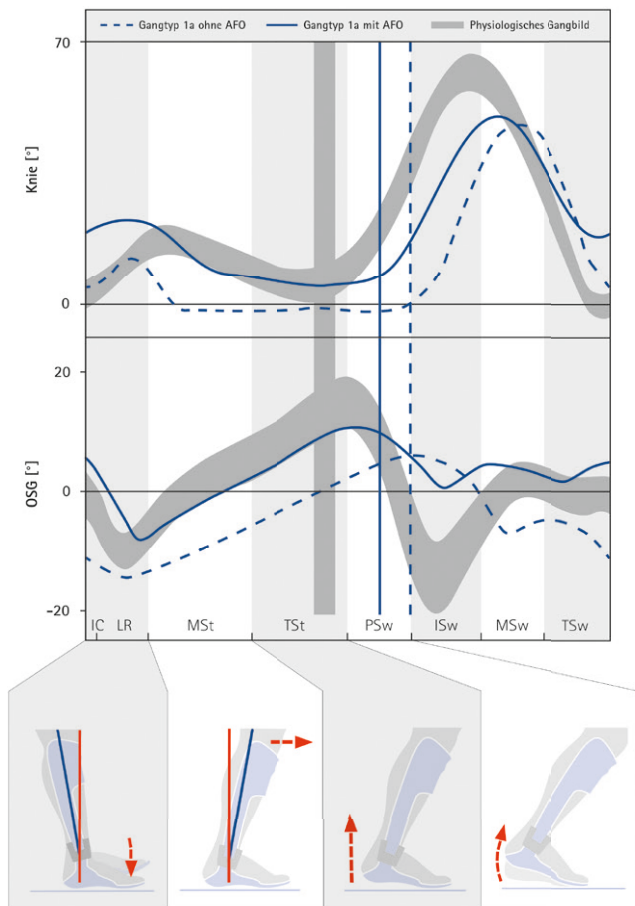 Gangtyp 1a ohne AFO Gangtyp 1a mit AFO Physiologisches Gangbild
70
Knie [°]
0
20
OSG [°]
0
-20
IC LR MSt TSt PSw ISw MSw TSw